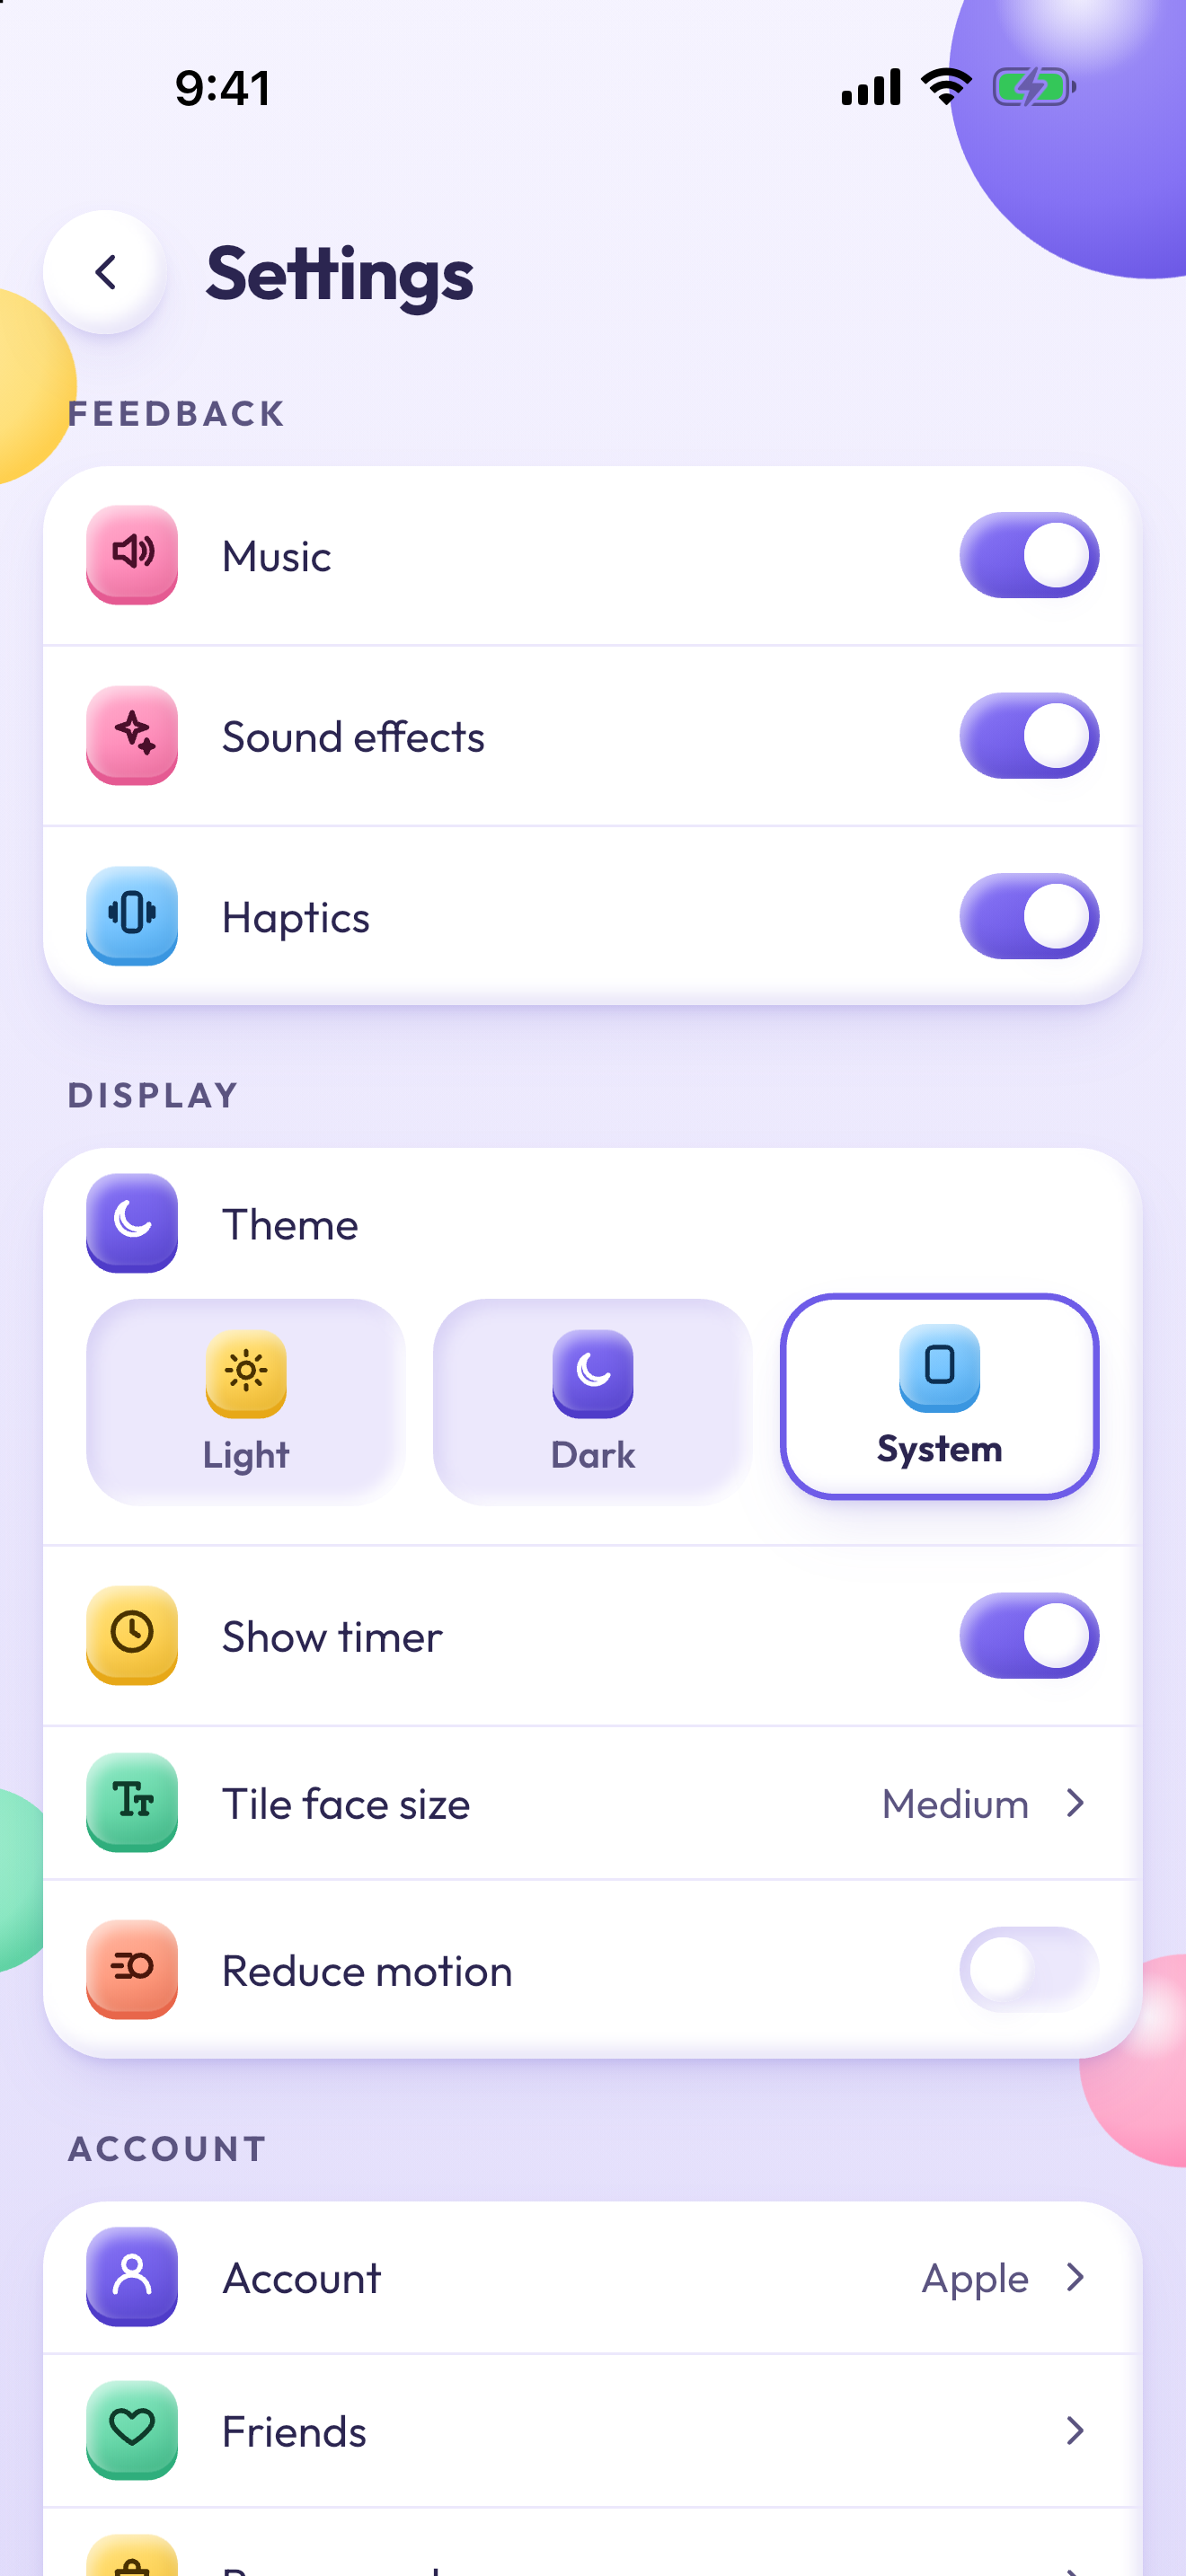 9:41
Settings
FEEDBACK
Music
Sound effects
Haptics
DISPLAY
Theme
Light
Dark
System
Show timer
Tile face size
Medium
Reduce motion
ACCOUNT
Account
Apple
Friends